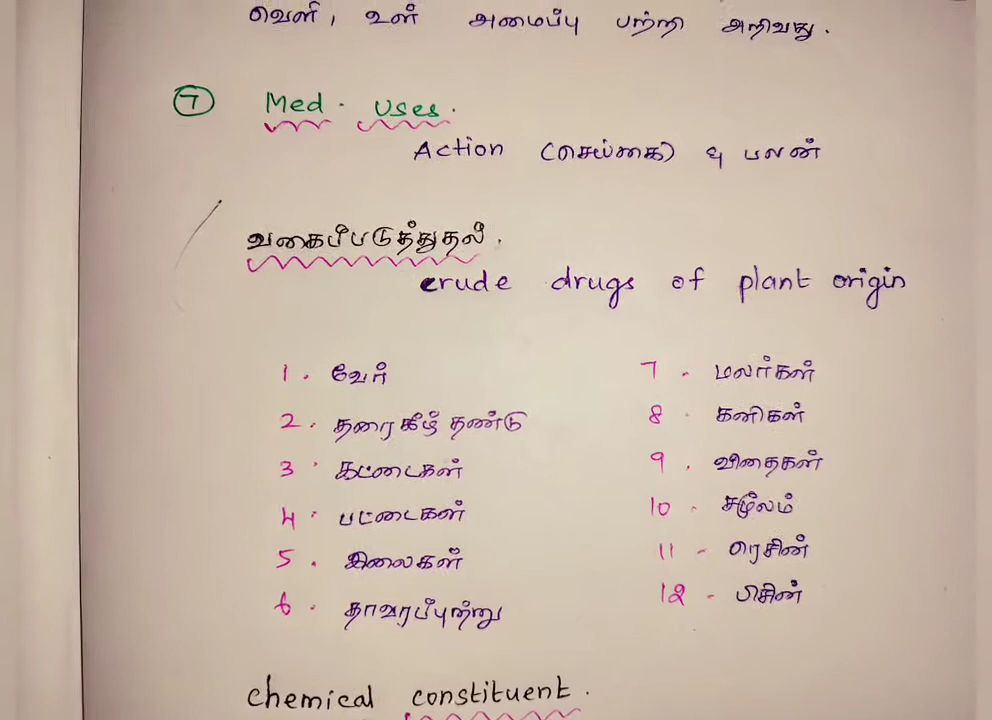 வெளி, உள் அமைப்பு பற்றி அறிவது.
7 Med. Uses.
Action (செய்கை) & பலன்
வகைப்படுத்துதல்.
crude drugs of plant origin
1. வேர்
2. தரைகீழ் தண்டு
3. கட்டைகள்
4. பட்டைகள்
5. இலைகள்
6. தாவரப்புற்று
7. மலர்கள்
8. கனிகள்
9. விதைகள்
10. சமூலம்
11 - ரெசின்
12 - பிசின்
chemical constituent.